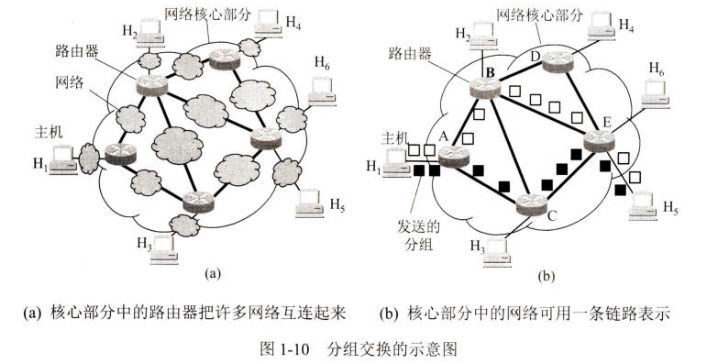 网络核心部分
H₂
H₄
路由器
H₆
网络
主机
H₁
H₅
H₃
(a)
网络核心部分
H₂
H₄
路由器
D
B
H₆
主机
A
E
H₁
发送的
分组
C
H₅
H₃
(b)
(a) 核心部分中的路由器把许多网络互连起来 (b) 核心部分中的网络可用一条链路表示
图 1-10 分组交换的示意图